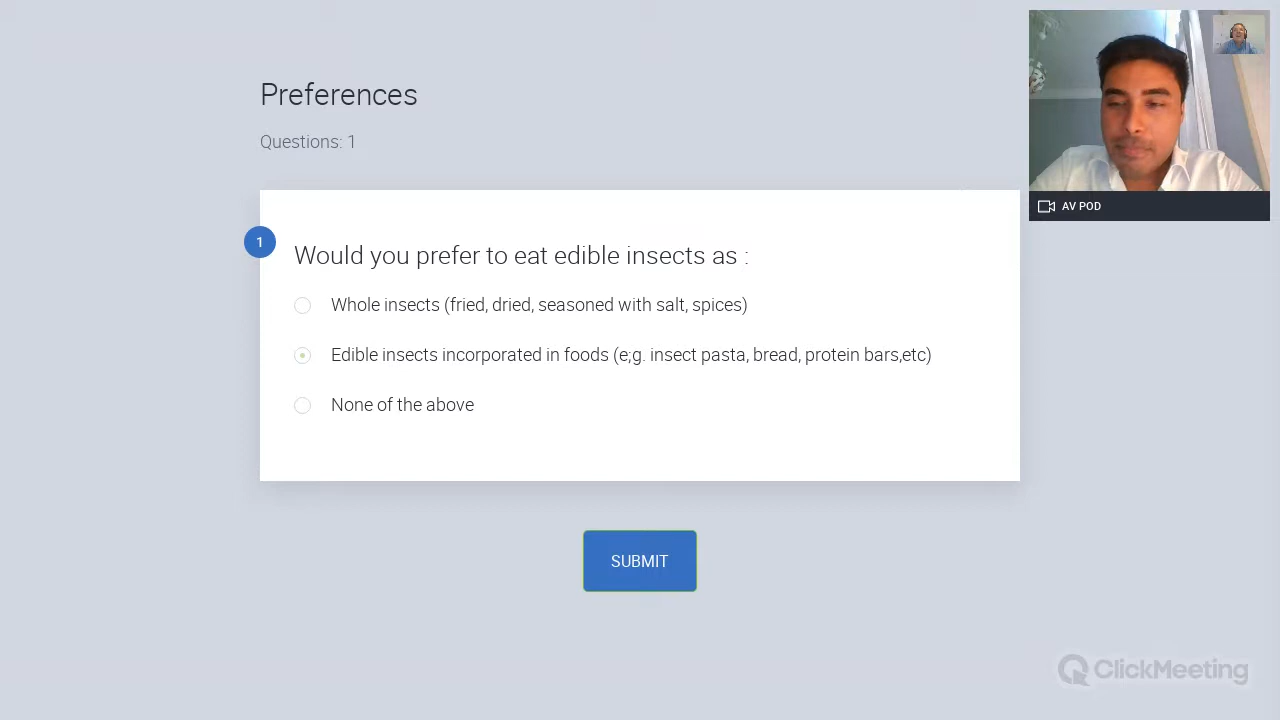 Preferences
Questions: 1
1
Would you prefer to eat edible insects as :
Whole insects (fried, dried, seasoned with salt, spices)
Edible insects incorporated in foods (e;g. insect pasta, bread, protein bars,etc)
None of the above
SUBMIT
AV POD
ClickMeeting